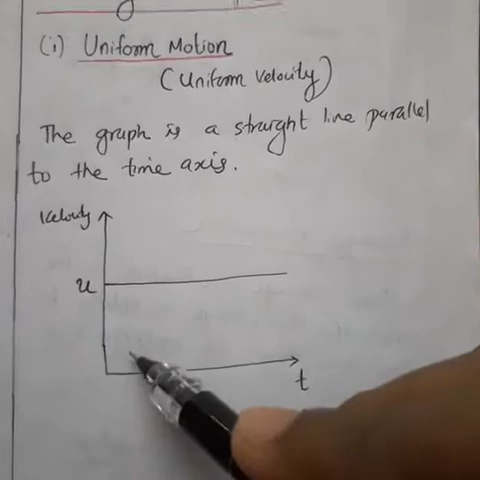 (i) Uniform Motion
(Uniform Velocity)
The graph is a straight line parallel
to the time axis.
Velocity
u
t